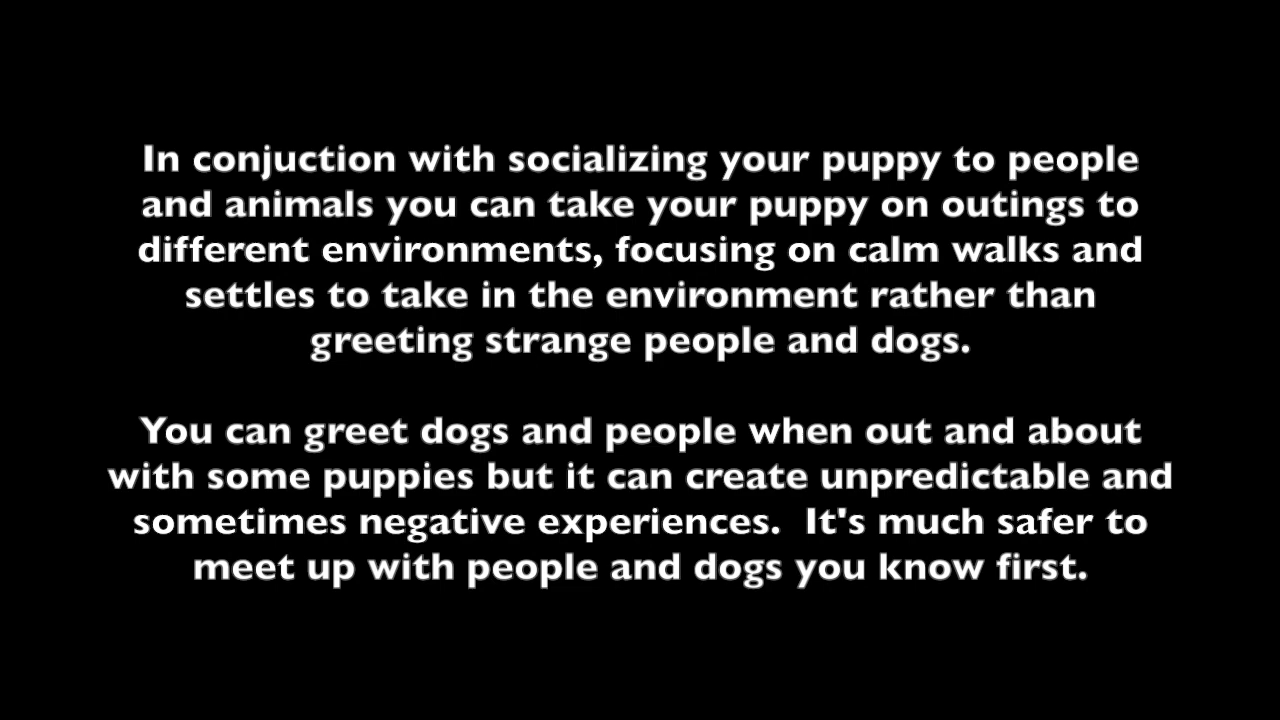 In conjuction with socializing your puppy to people
and animals you can take your puppy on outings to
different environments, focusing on calm walks and
settles to take in the environment rather than
greeting strange people and dogs.
You can greet dogs and people when out and about
with some puppies but it can create unpredictable and
sometimes negative experiences.  It's much safer to
meet up with people and dogs you know first.